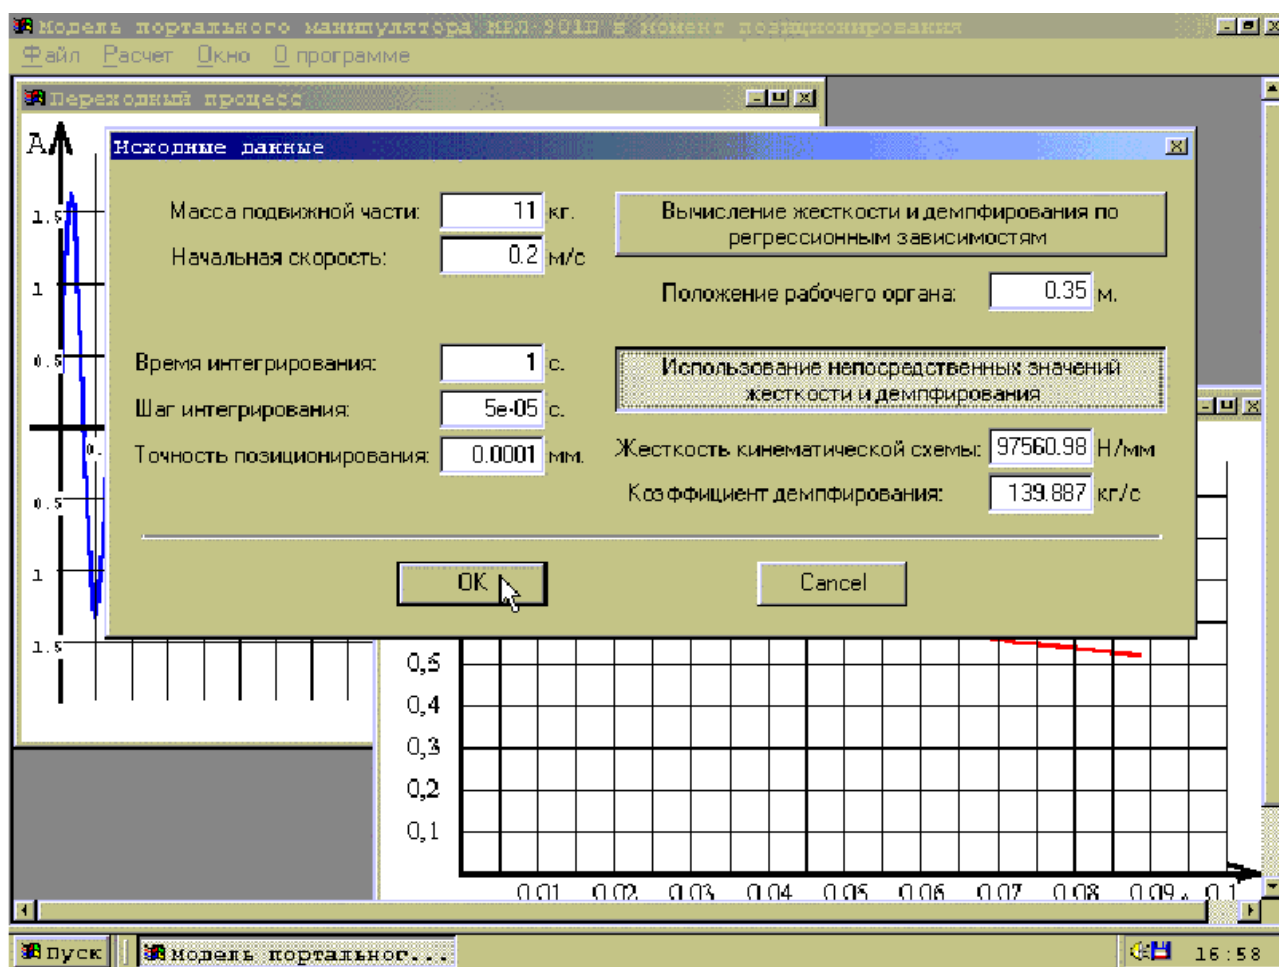 Модель портального манипулятора МРЛ-901П в момент позиционирования
Файл Расчет Окно О программе
Переходный процесс
A
1.5
1
0.5
0.
0.5
1
1.5
Исходные данные
Масса подвижной части: 11 кг.
Начальная скорость: 0.2 м/с
Время интегрирования: 1 с.
Шаг интегрирования: 5e-05 с.
Точность позиционирования: 0.0001 мм.
Вычисление жесткости и демпфирования по
регрессионным зависимостям
Положение рабочего органа: 0.35 м.
Использование непосредственных значений
жесткости и демпфирования
Жесткость кинематической схемы: 97560.98 Н/мм
Коэффициент демпфирования: 139.887 кг/с
OK
Cancel
0,5
0,4
0,3
0,2
0,1
0.01 0.02 0.03 0.04 0.05 0.06 0.07 0.08 0.09 0.1
Пуск
Модель портальног...
16:58